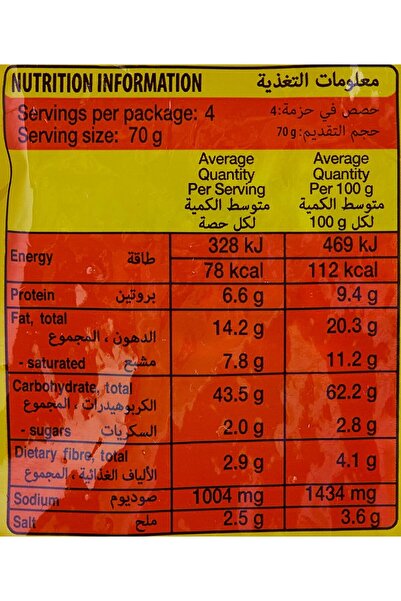 NUTRITION INFORMATION معلومات التغذية
Servings per package: 4 حصص في حزمة: 4
Serving size: 70 g حجم التقديم: 70 g
Average Quantity Per Serving متوسط الكمية لكل حصة
Average Quantity Per 100 g متوسط الكمية لكل 100 g
Energy طاقة 328 kJ 469 kJ
78 kcal 112 kcal
Protein بروتين 6.6 g 9.4 g
Fat, total الدهون ، المجموع 14.2 g 20.3 g
- saturated مشبع 7.8 g 11.2 g
Carbohydrate, total الكربوهيدرات ، المجموع 43.5 g 62.2 g
- sugars السكريات 2.0 g 2.8 g
Dietary fibre, total الألياف الغذائية ، المجموع 2.9 g 4.1 g
Sodium صوديوم 1004 mg 1434 mg
Salt ملح 2.5 g 3.6 g